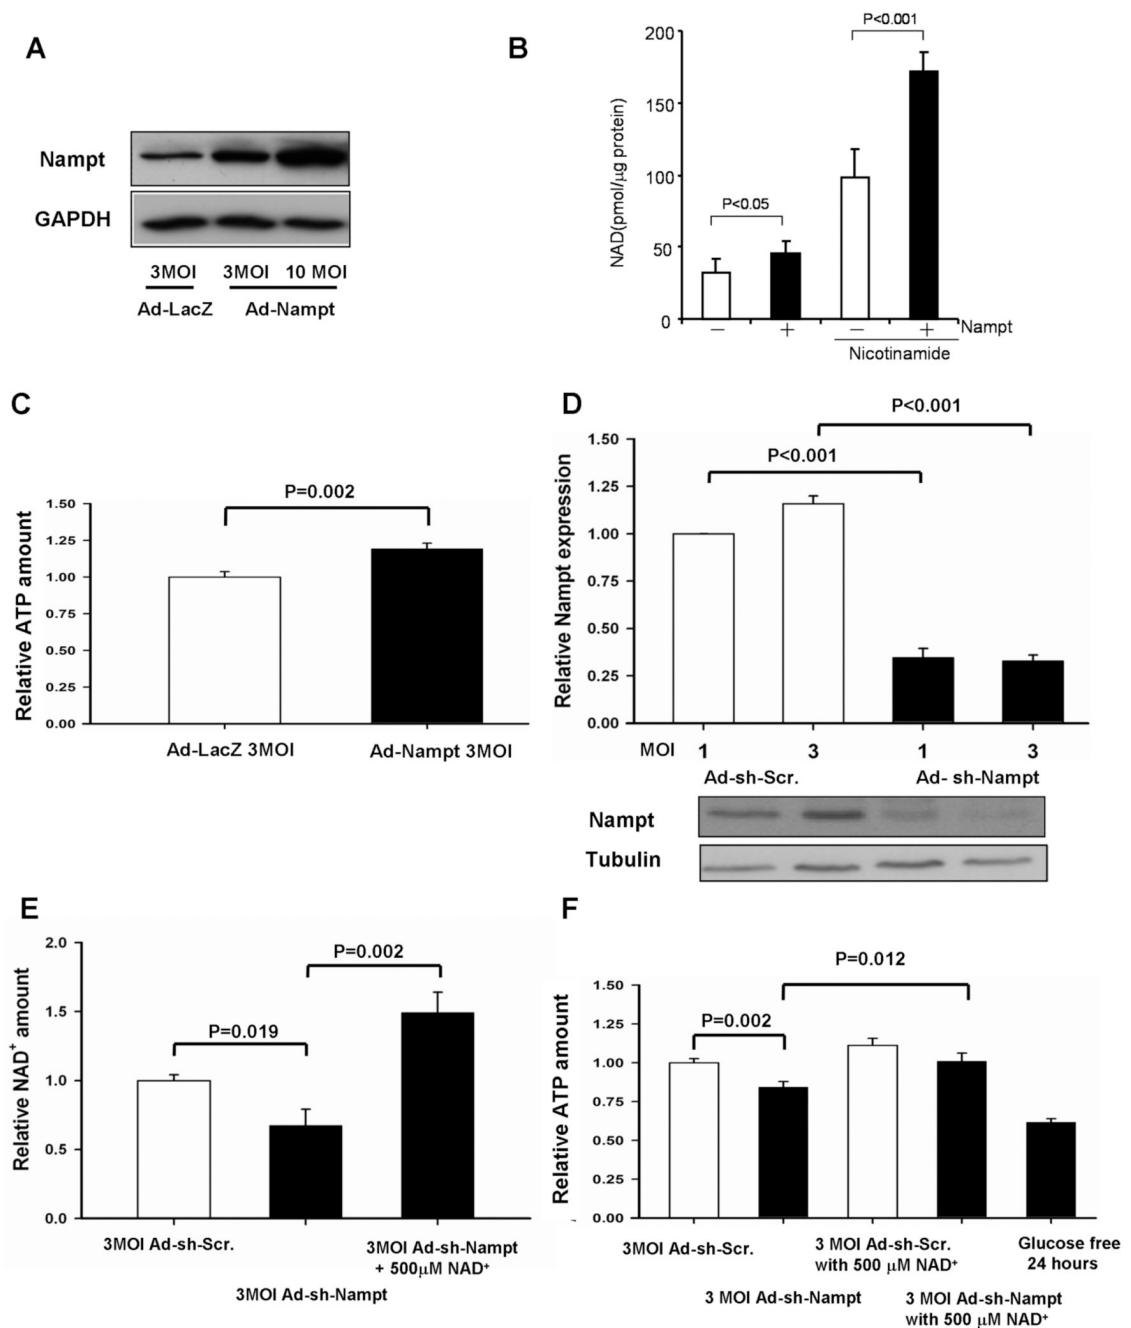 A
Nampt
GAPDH
3MOI 3MOI 10 MOI
Ad-LacZ Ad-Nampt
B
P<0.001
P<0.05
NAD(pmol/µg protein)
200
150
100
50
0
− + − + Nampt
Nicotinamide
C
P=0.002
Relative ATP amount
1.50
1.25
1.00
0.75
0.50
0.25
0.00
Ad-LacZ 3MOI Ad-Nampt 3MOI
D
P<0.001
P<0.001
Relative Nampt expression
1.50
1.25
1.00
0.75
0.50
0.25
0.00
MOI 1 3 1 3
Ad-sh-Scr. Ad- sh-Nampt
Nampt
Tubulin
E
P=0.002
P=0.019
Relative NAD⁺ amount
2.0
1.5
1.0
0.5
0.0
3MOI Ad-sh-Scr.
3MOI Ad-sh-Nampt
3MOI Ad-sh-Nampt
+ 500µM NAD⁺
F
P=0.012
P=0.002
Relative ATP amount
1.50
1.25
1.00
0.75
0.50
0.25
0.00
3MOI Ad-sh-Scr.
3 MOI Ad-sh-Nampt
3 MOI Ad-sh-Scr.
with 500 µM NAD⁺
3 MOI Ad-sh-Nampt
with 500 µM NAD⁺
Glucose free
24 hours